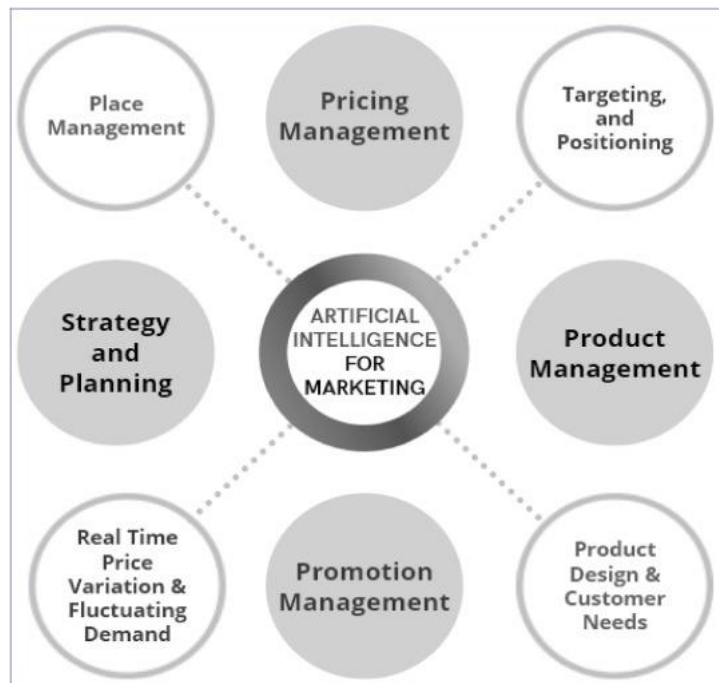 Place
Management
Pricing
Management
Targeting,
and
Positioning
Strategy
and
Planning
ARTIFICIAL
INTELLIGENCE
FOR
MARKETING
Product
Management
Real Time
Price
Variation &
Fluctuating
Demand
Promotion
Management
Product
Design &
Customer
Needs